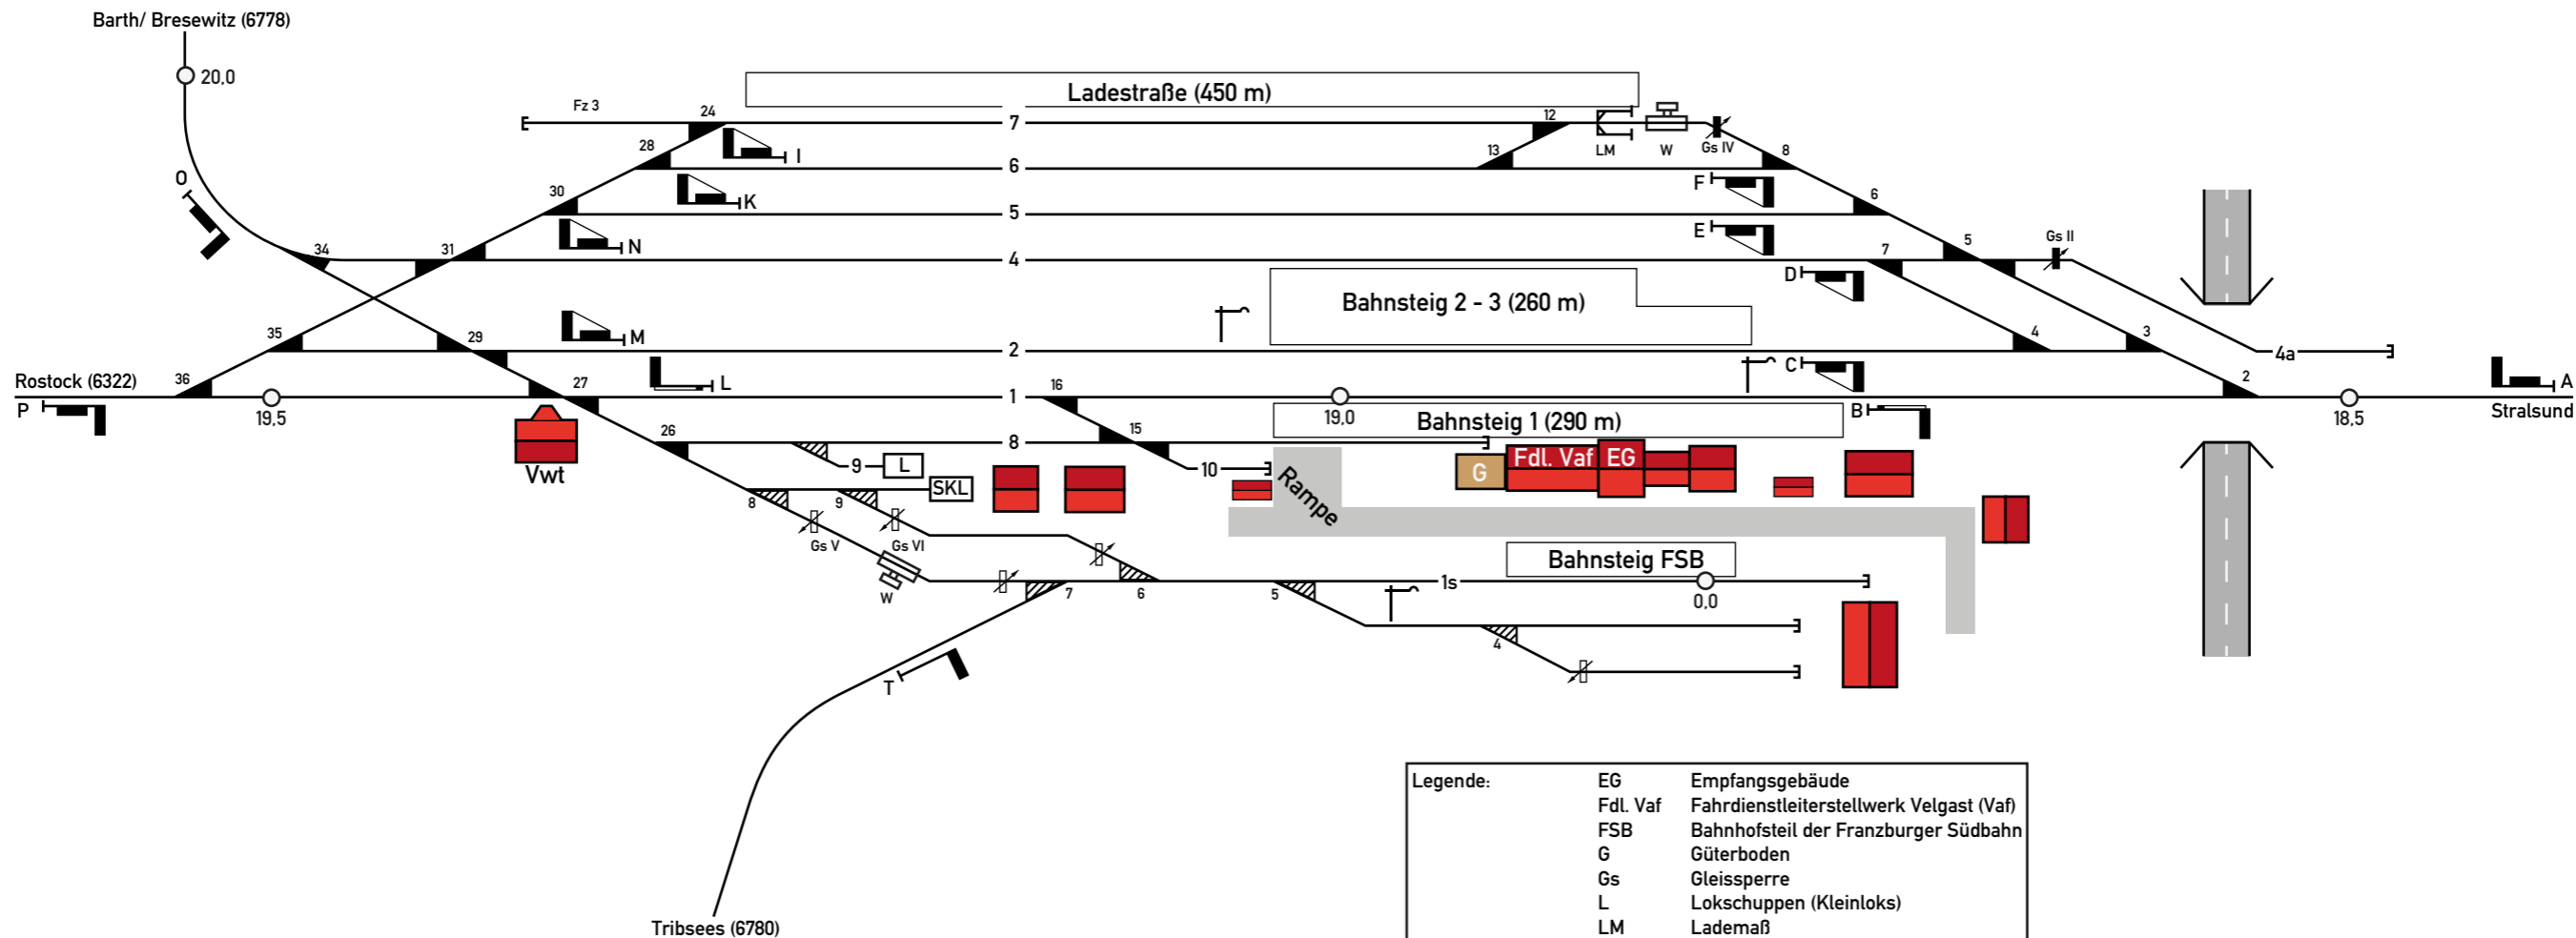 Barth/ Bresewitz (6778)
20,0
Ladestraße (450 m)
Fz 3
24
7
12
LM
W
Gs IV
28
I
6
13
8
O
30
K
5
F
6
34
31
N
4
E
7
5
Gs II
D
Bahnsteig 2 - 3 (260 m)
35
29
M
2
4
3
4a
Rostock (6322)
36
P
19,5
27
L
1
16
19,0
C
2
A
Stralsund
18,5
Vwt
26
8
15
Bahnsteig 1 (290 m)
B
9
L
10
G
Fdl. Vaf
EG
SKL
Rampe
8
9
Gs V
Gs VI
W
7
6
5
1s
Bahnsteig FSB
0,0
4
T
Tribsees (6780)
Legende:
EG Empfangsgebäude
Fdl. Vaf Fahrdienstleiterstellwerk Velgast (Vaf)
FSB Bahnhofsteil der Franzburger Südbahn
G Güterboden
Gs Gleissperre
L Lokschuppen (Kleinloks)
LM Lademaß